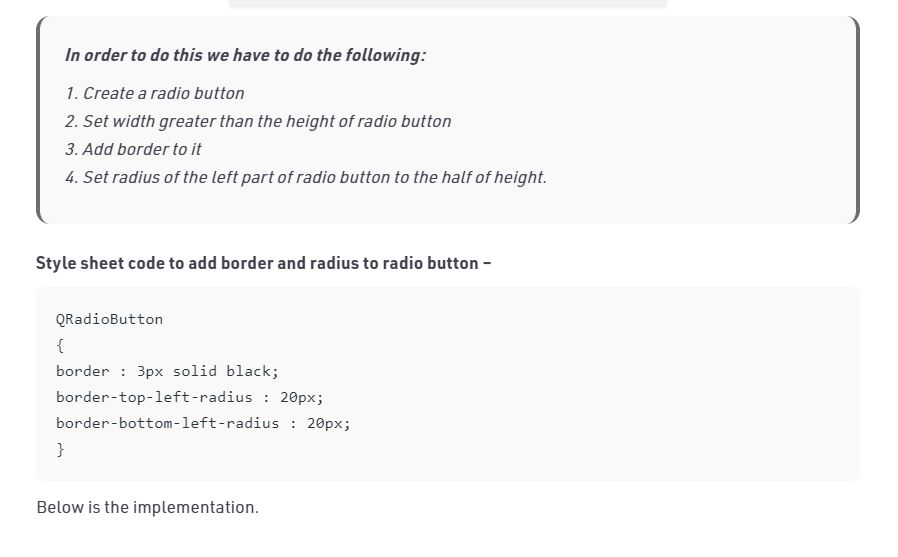 In order to do this we have to do the following:
1. Create a radio button
2. Set width greater than the height of radio button
3. Add border to it
4. Set radius of the left part of radio button to the half of height.
Style sheet code to add border and radius to radio button –
QRadioButton
{
border : 3px solid black;
border-top-left-radius : 20px;
border-bottom-left-radius : 20px;
}
Below is the implementation.